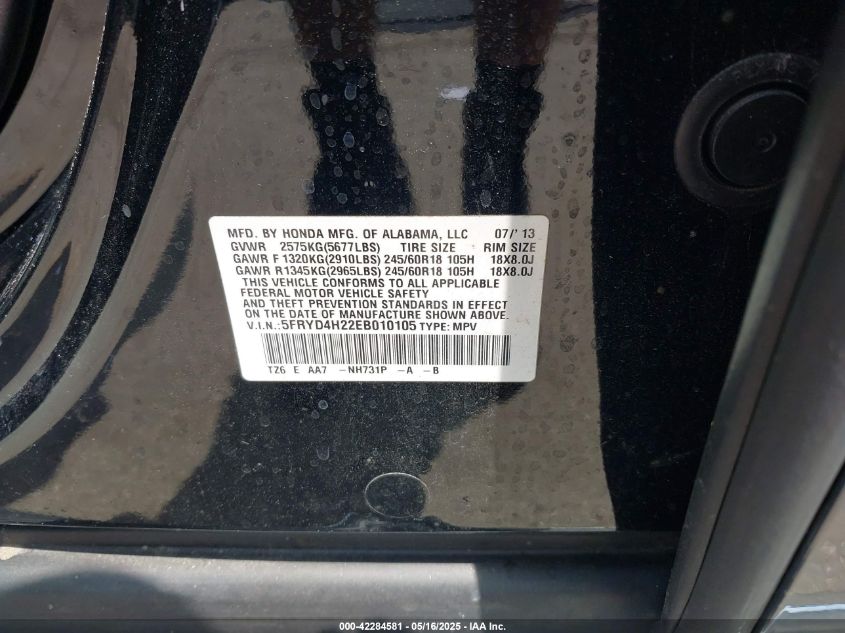 MFD. BY HONDA MFG. OF ALABAMA, LLC 07/' 13
GVWR 2575KG(5677LBS) TIRE SIZE RIM SIZE
GAWR F 1320KG(2910LBS) 245/60R18 105H 18X8.0J
GAWR R1345KG(2965LBS) 245/60R18 105H 18X8.0J
THIS VEHICLE CONFORMS TO ALL APPLICABLE
FEDERAL MOTOR VEHICLE SAFETY
AND THEFT PREVENTION STANDARDS IN EFFECT
ON THE DATE OF MANUFACTURE SHOWN ABOVE.
V.I.N.: 5FRYD4H22EB010105 TYPE: MPV
TZ6 E AA7 -NH731P -A -B
000-42284581 - 05/16/2025 - IAA, Inc.